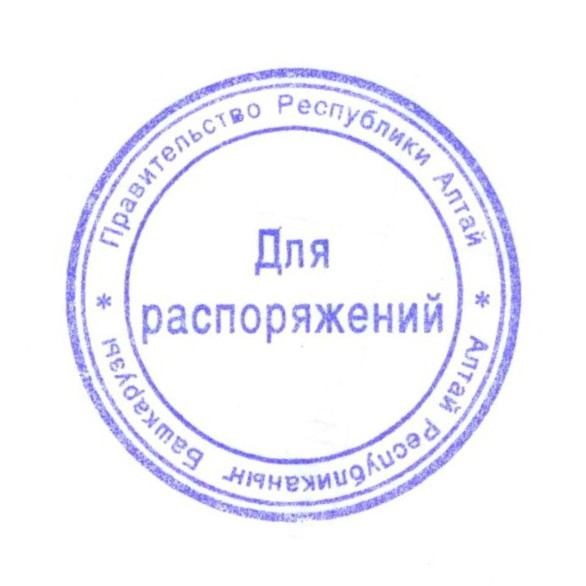 Правительство Республики Алтай
*
Алтай Республиканыҥ Башкарузы
*
Для
распоряжений